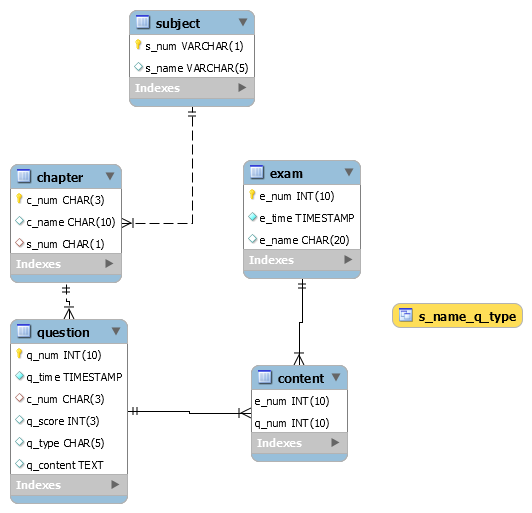 subject
s_num VARCHAR(1)
s_name VARCHAR(5)
Indexes
chapter
c_num CHAR(3)
c_name CHAR(10)
s_num CHAR(1)
Indexes
exam
e_num INT(10)
e_time TIMESTAMP
e_name CHAR(20)
Indexes
s_name_q_type
question
q_num INT(10)
q_time TIMESTAMP
c_num CHAR(3)
q_score INT(3)
q_type CHAR(5)
q_content TEXT
Indexes
content
e_num INT(10)
q_num INT(10)
Indexes